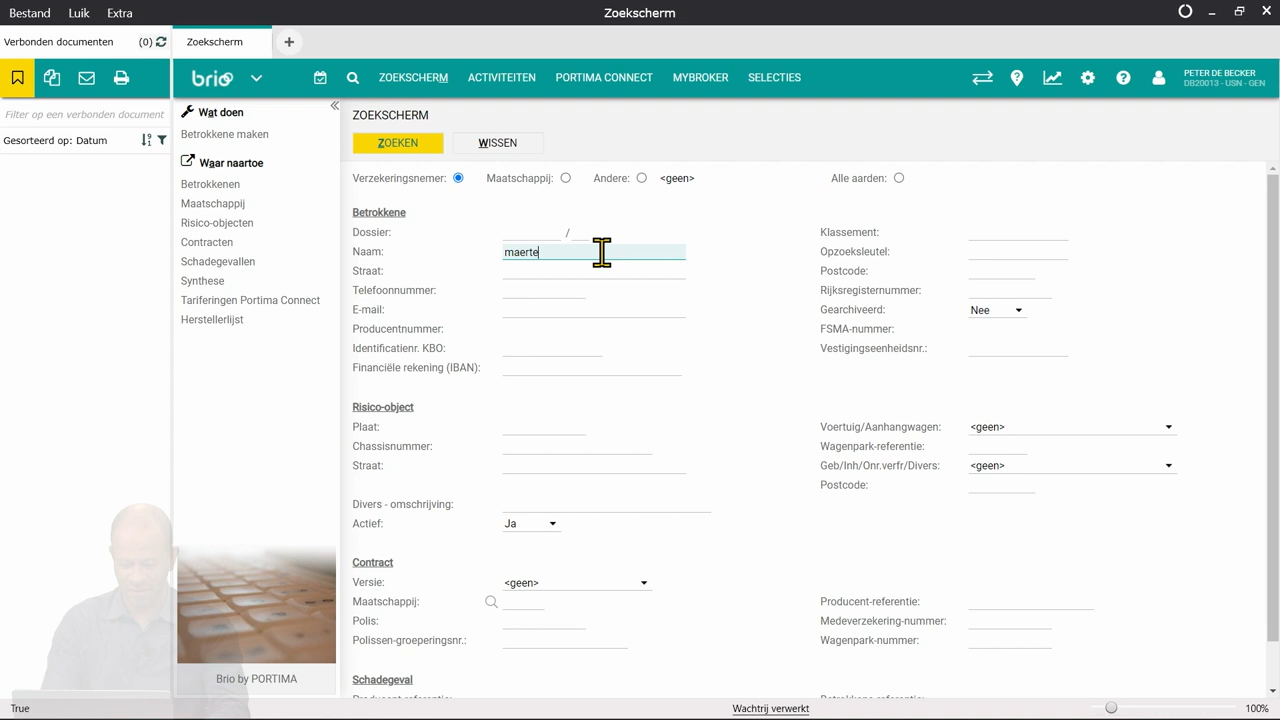 Bestand Luik Extra
Zoekscherm
Verbonden documenten (0)
Zoekscherm
+
brio
ZOEKSCHERM ACTIVITEITEN PORTIMA CONNECT MYBROKER SELECTIES
PETER DE BECKER
DB20013 - USN - GEN
Filter op een verbonden document
Gesorteerd op: Datum
Wat doen
Betrokkene maken
Waar naartoe
Betrokkenen
Maatschappij
Risico-objecten
Contracten
Schadegevallen
Synthese
Tariferingen Portima Connect
Herstellerlijst
Brio by PORTIMA
ZOEKSCHERM
ZOEKEN WISSEN
Verzekeringsnemer: Maatschappij: Andere: <geen> Alle aarden:
Betrokkene
Dossier: / Klassement:
Naam: maerte Opzoeksleutel:
Straat: Postcode:
Telefoonnummer: Rijksregisternummer:
E-mail: Gearchiveerd: Nee
Producentnummer: FSMA-nummer:
Identificatienr. KBO: Vestigingseenheidsnr.:
Financiële rekening (IBAN):
Risico-object
Plaat: Voertuig/Aanhangwagen: <geen>
Chassisnummer: Wagenpark-referentie:
Straat: Geb/Inh/Onr.verfr/Divers: <geen>
Postcode:
Divers - omschrijving:
Actief: Ja
Contract
Versie: <geen>
Maatschappij: Producent-referentie:
Polis: Medeverzekering-nummer:
Polissen-groeperingsnr.: Wagenpark-nummer:
Schadegeval
Producent-referentie: Betrokkene-referentie:
True
Wachtrij verwerkt
100%